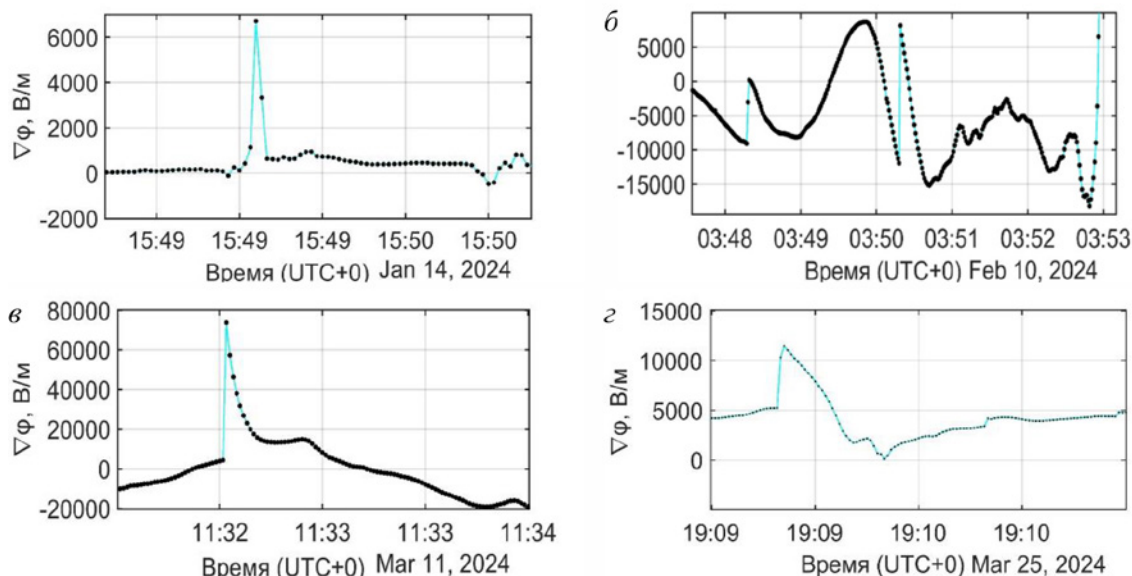 ∇φ, В/м
6000
4000
2000
0
-2000
15:49 15:49 15:49 15:50 15:50
Время (UTC+0) Jan 14, 2024
б
∇φ, В/м
5000
0
-5000
-10000
-15000
03:48 03:49 03:50 03:51 03:52 03:53
Время (UTC+0) Feb 10, 2024
в
∇φ, В/м
80000
60000
40000
20000
0
-20000
11:32 11:33 11:33 11:34
Время (UTC+0) Mar 11, 2024
г
∇φ, В/м
15000
10000
5000
0
19:09 19:09 19:10 19:10
Время (UTC+0) Mar 25, 2024